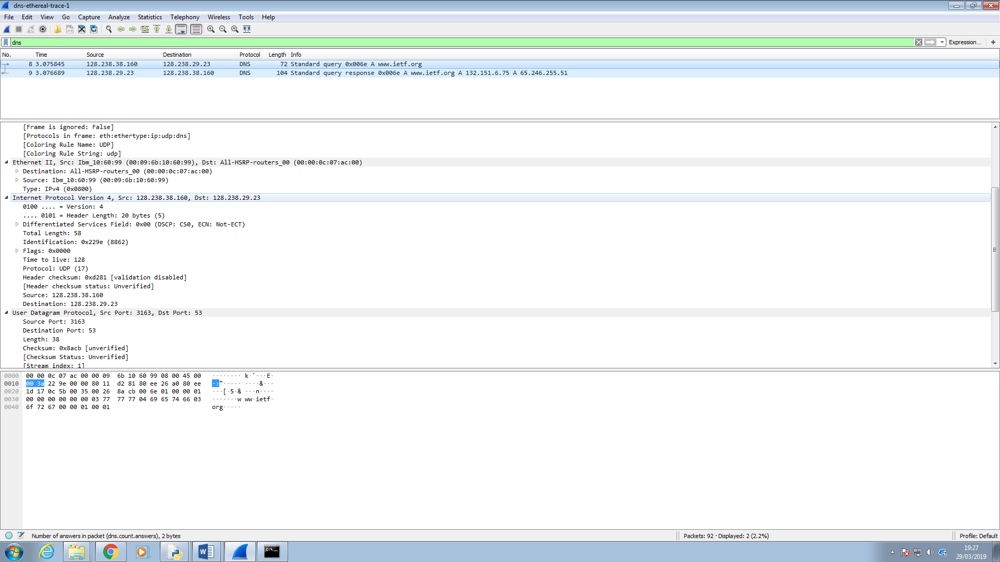 dns-ethereal-trace-1
File Edit View Go Capture Analyze Statistics Telephony Wireless Tools Help
dns Expression... +
No. Time Source Destination Protocol Length Info
8 3.075845 128.238.38.160 128.238.29.23 DNS 72 Standard query 0x006e A www.ietf.org
9 3.076689 128.238.29.23 128.238.38.160 DNS 104 Standard query response 0x006e A www.ietf.org A 132.151.6.75 A 65.246.255.51
[Frame is ignored: False]
[Protocols in frame: eth:ethertype:ip:udp:dns]
[Coloring Rule Name: UDP]
[Coloring Rule String: udp]
Ethernet II, Src: Ibm_10:60:99 (00:09:6b:10:60:99), Dst: All-HSRP-routers_00 (00:00:0c:07:ac:00)
Destination: All-HSRP-routers_00 (00:00:0c:07:ac:00)
Source: Ibm_10:60:99 (00:09:6b:10:60:99)
Type: IPv4 (0x0800)
Internet Protocol Version 4, Src: 128.238.38.160, Dst: 128.238.29.23
0100 .... = Version: 4
.... 0101 = Header Length: 20 bytes (5)
Differentiated Services Field: 0x00 (DSCP: CS0, ECN: Not-ECT)
Total Length: 58
Identification: 0x229e (8862)
Flags: 0x0000
Time to live: 128
Protocol: UDP (17)
Header checksum: 0xd281 [validation disabled]
[Header checksum status: Unverified]
Source: 128.238.38.160
Destination: 128.238.29.23
User Datagram Protocol, Src Port: 3163, Dst Port: 53
Source Port: 3163
Destination Port: 53
Length: 38
Checksum: 0x8acb [unverified]
[Checksum Status: Unverified]
[Stream index: 1]
0000 00 00 0c 07 ac 00 00 09 6b 10 60 99 08 00 45 00 ········ k·`···E·
0010 00 3a 22 9e 00 00 80 11 d2 81 80 ee 26 a0 80 ee ·:"····· ····&···
0020 1d 17 0c 5b 00 35 00 26 8a cb 00 6e 01 00 00 01 ···[·5·& ···n····
0030 00 00 00 00 00 00 03 77 77 77 04 69 65 74 66 03 ·······w ww·ietf·
0040 6f 72 67 00 00 01 00 01 org·····
Number of answers in packet (dns.count.answers), 2 bytes Packets: 92 · Displayed: 2 (2.2%) Profile: Default
C:\. 19:27
29/03/2019